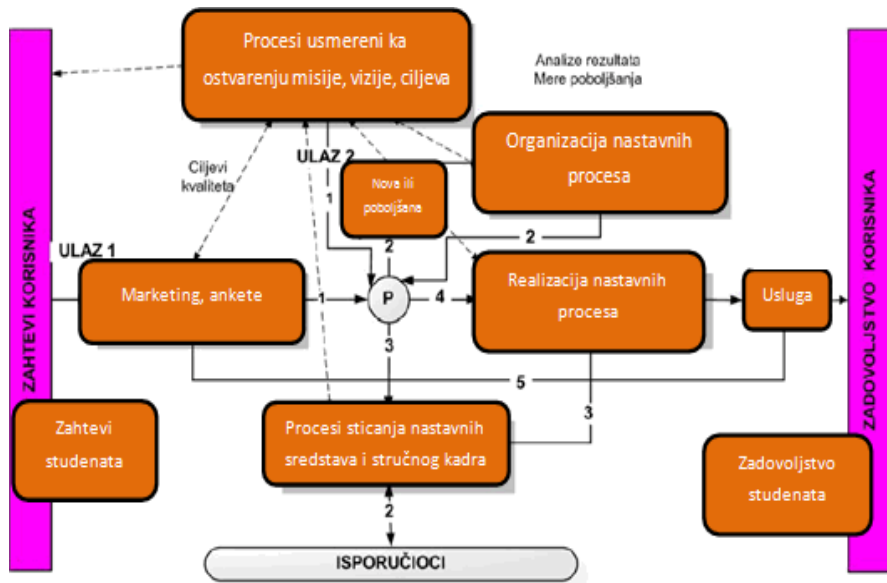 Procesi usmereni ka
ostvarenju misije, vizije, ciljeva
Analize rezultata
Mere poboljšanja
Organizacija nastavnih
procesa
ULAZ 2
Ciljevi
kvaliteta
1
Nova ili
poboljšana
2
2
ULAZ 1
Marketing, ankete
1
P
4
Realizacija nastavnih
procesa
Usluga
3
5
3
ZAHTEVI KORISNIKA
ZADOVOLJSTVO KORISNIKA
Zahtevi
studenata
Procesi sticanja nastavnih
sredstava i stručnog kadra
Zadovoljstvo
studenata
2
ISPORUČIOCI